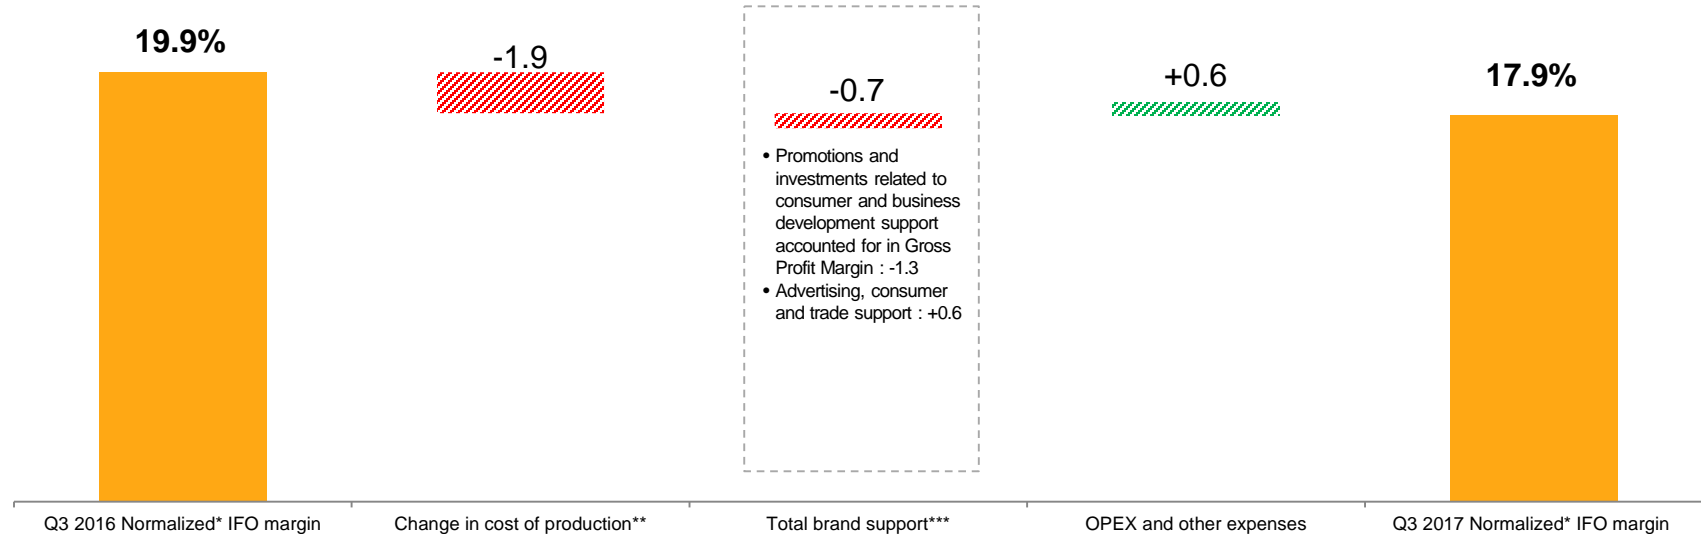 19.9%
-1.9
-0.7
+0.6
17.9%
• Promotions and
investments related to
consumer and business
development support
accounted for in Gross
Profit Margin : -1.3
• Advertising, consumer
and trade support : +0.6
Q3 2016 Normalized* IFO margin
Change in cost of production**
Total brand support***
OPEX and other expenses
Q3 2017 Normalized* IFO margin